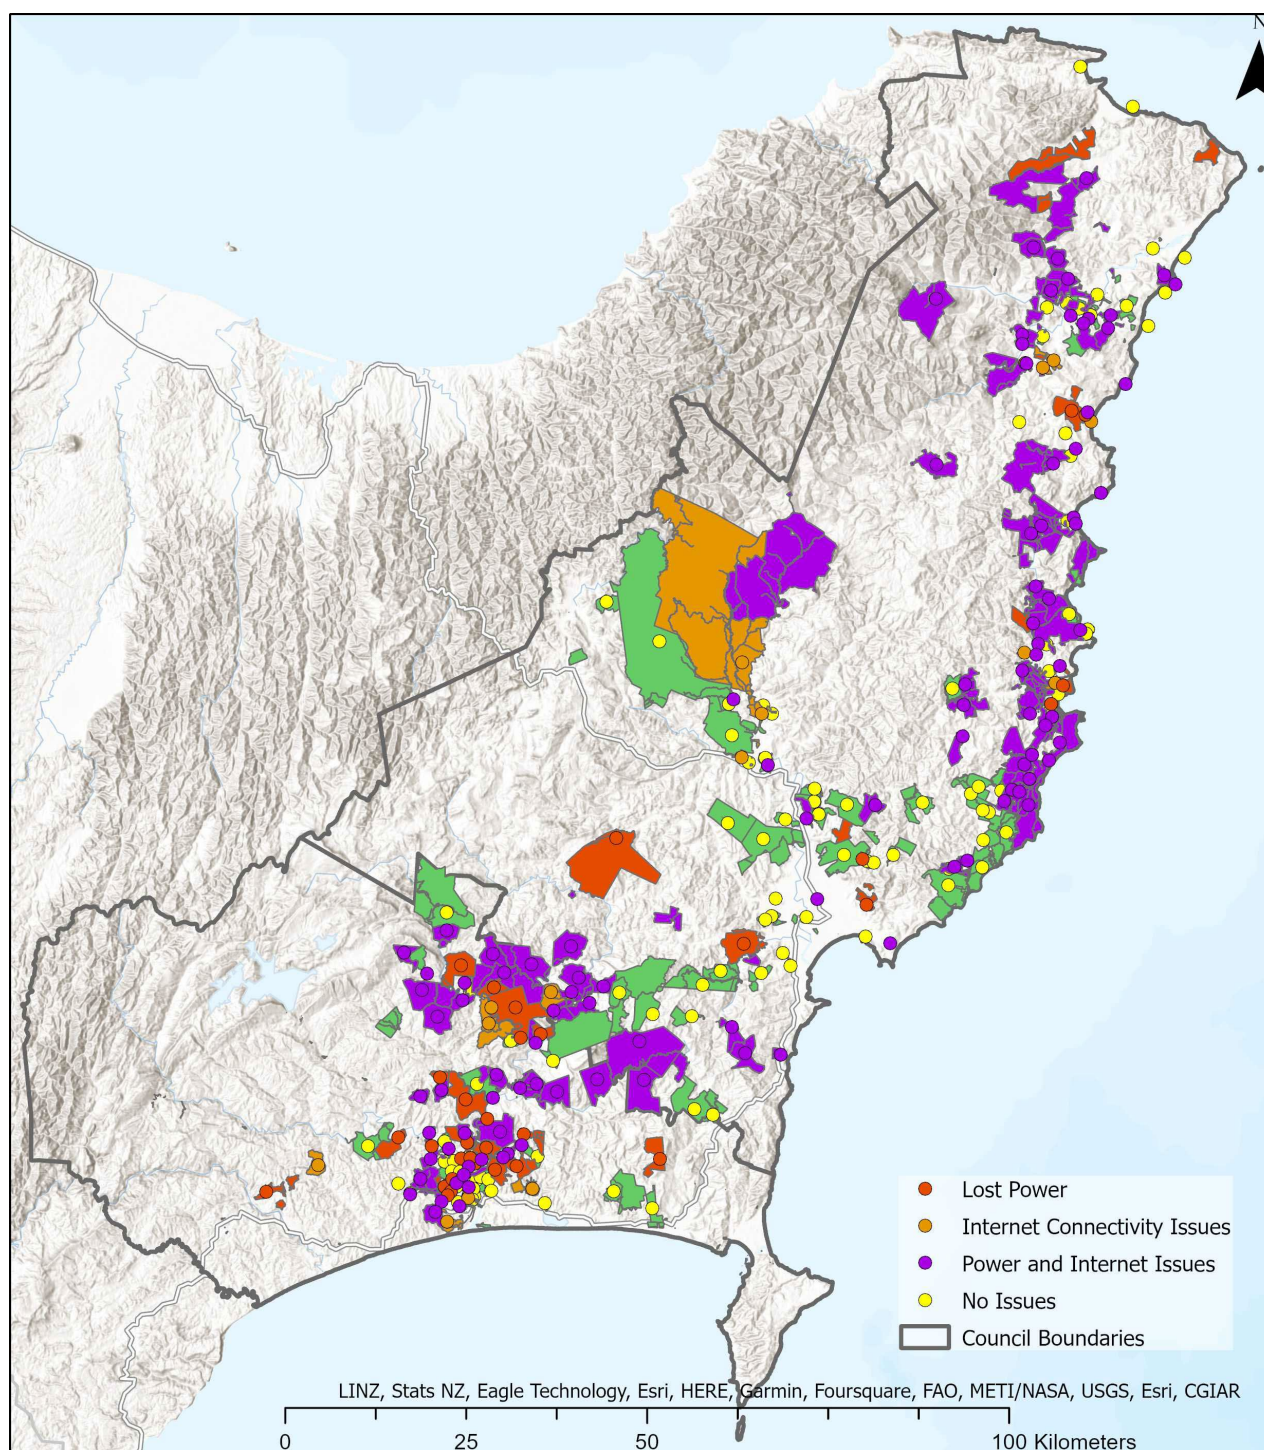 N
Lost Power
Internet Connectivity Issues
Power and Internet Issues
No Issues
Council Boundaries
LINZ, Stats NZ, Eagle Technology, Esri, HERE, Garmin, Foursquare, FAO, METI/NASA, USGS, Esri, CGIAR
0 25 50 100 Kilometers